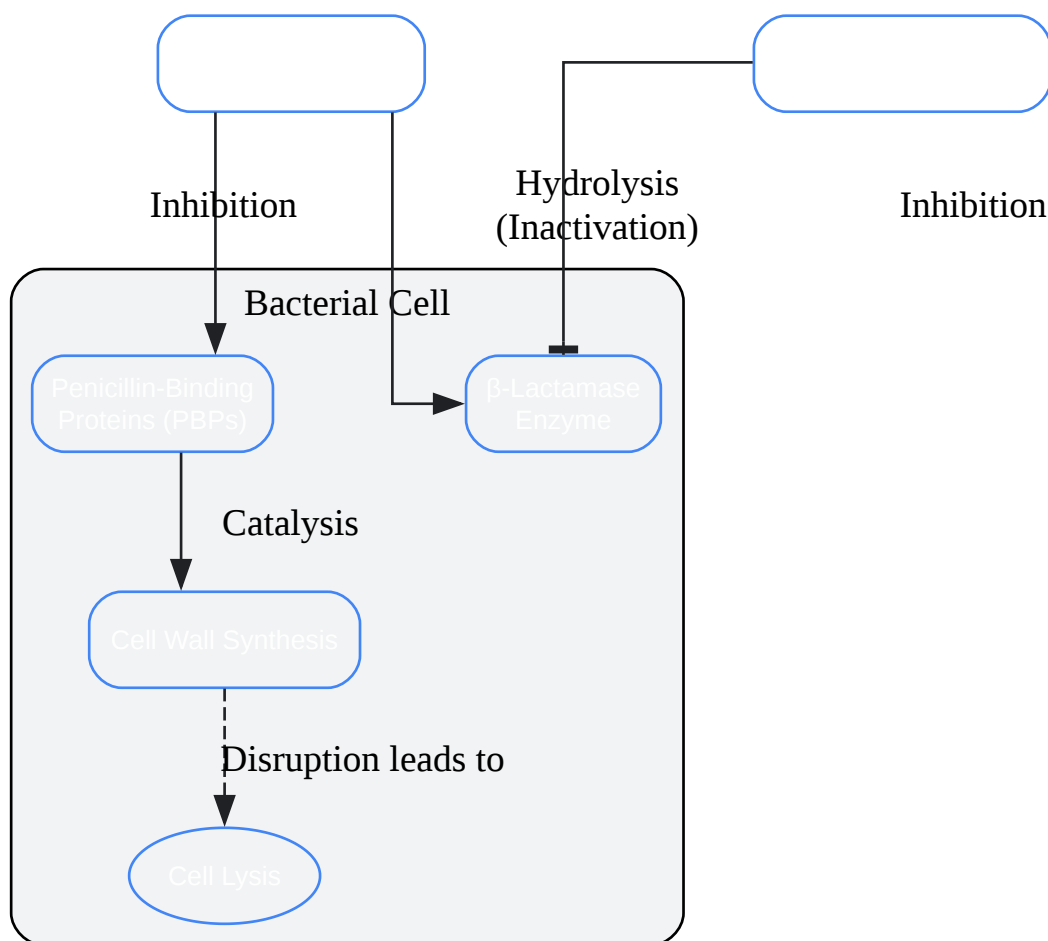 Inhibition
Hydrolysis
(Inactivation)
Inhibition
Bacterial Cell
Penicillin-Binding
Proteins (PBPs)
β-Lactamase
Enzyme
Catalysis
Cell Wall Synthesis
Disruption leads to
Cell Lysis